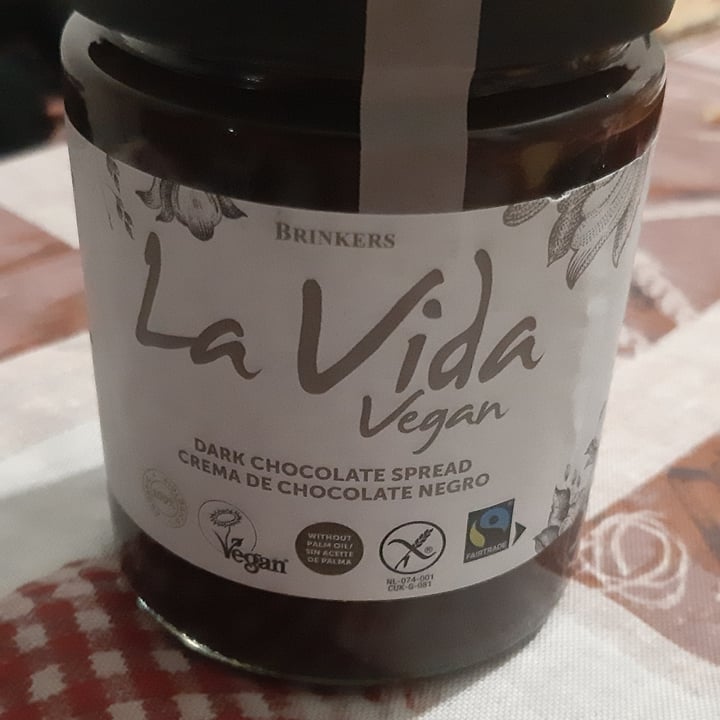 BRINKERS
La Vida
Vegan
DARK CHOCOLATE SPREAD
CREMA DE CHOCOLATE NEGRO
100%
Vegan
WITHOUT
PALM OIL/
SIN ACEITE
DE PALMA
NL-074-001
CUK-G-081
FAIRTRADE